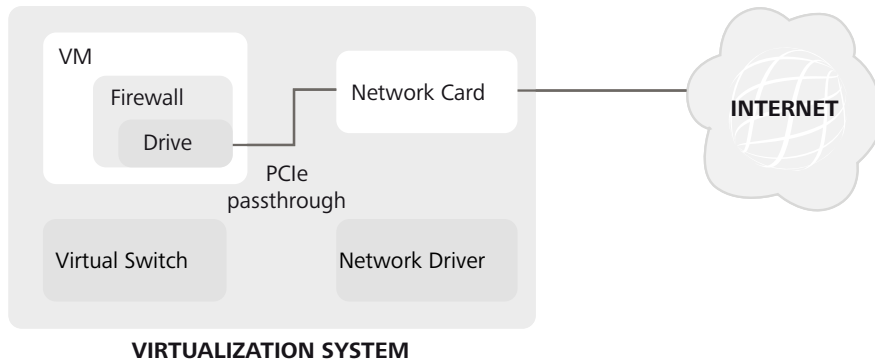 VM
Firewall
Drive
Network Card
INTERNET
PCIe
passthrough
Virtual Switch
Network Driver
VIRTUALIZATION SYSTEM